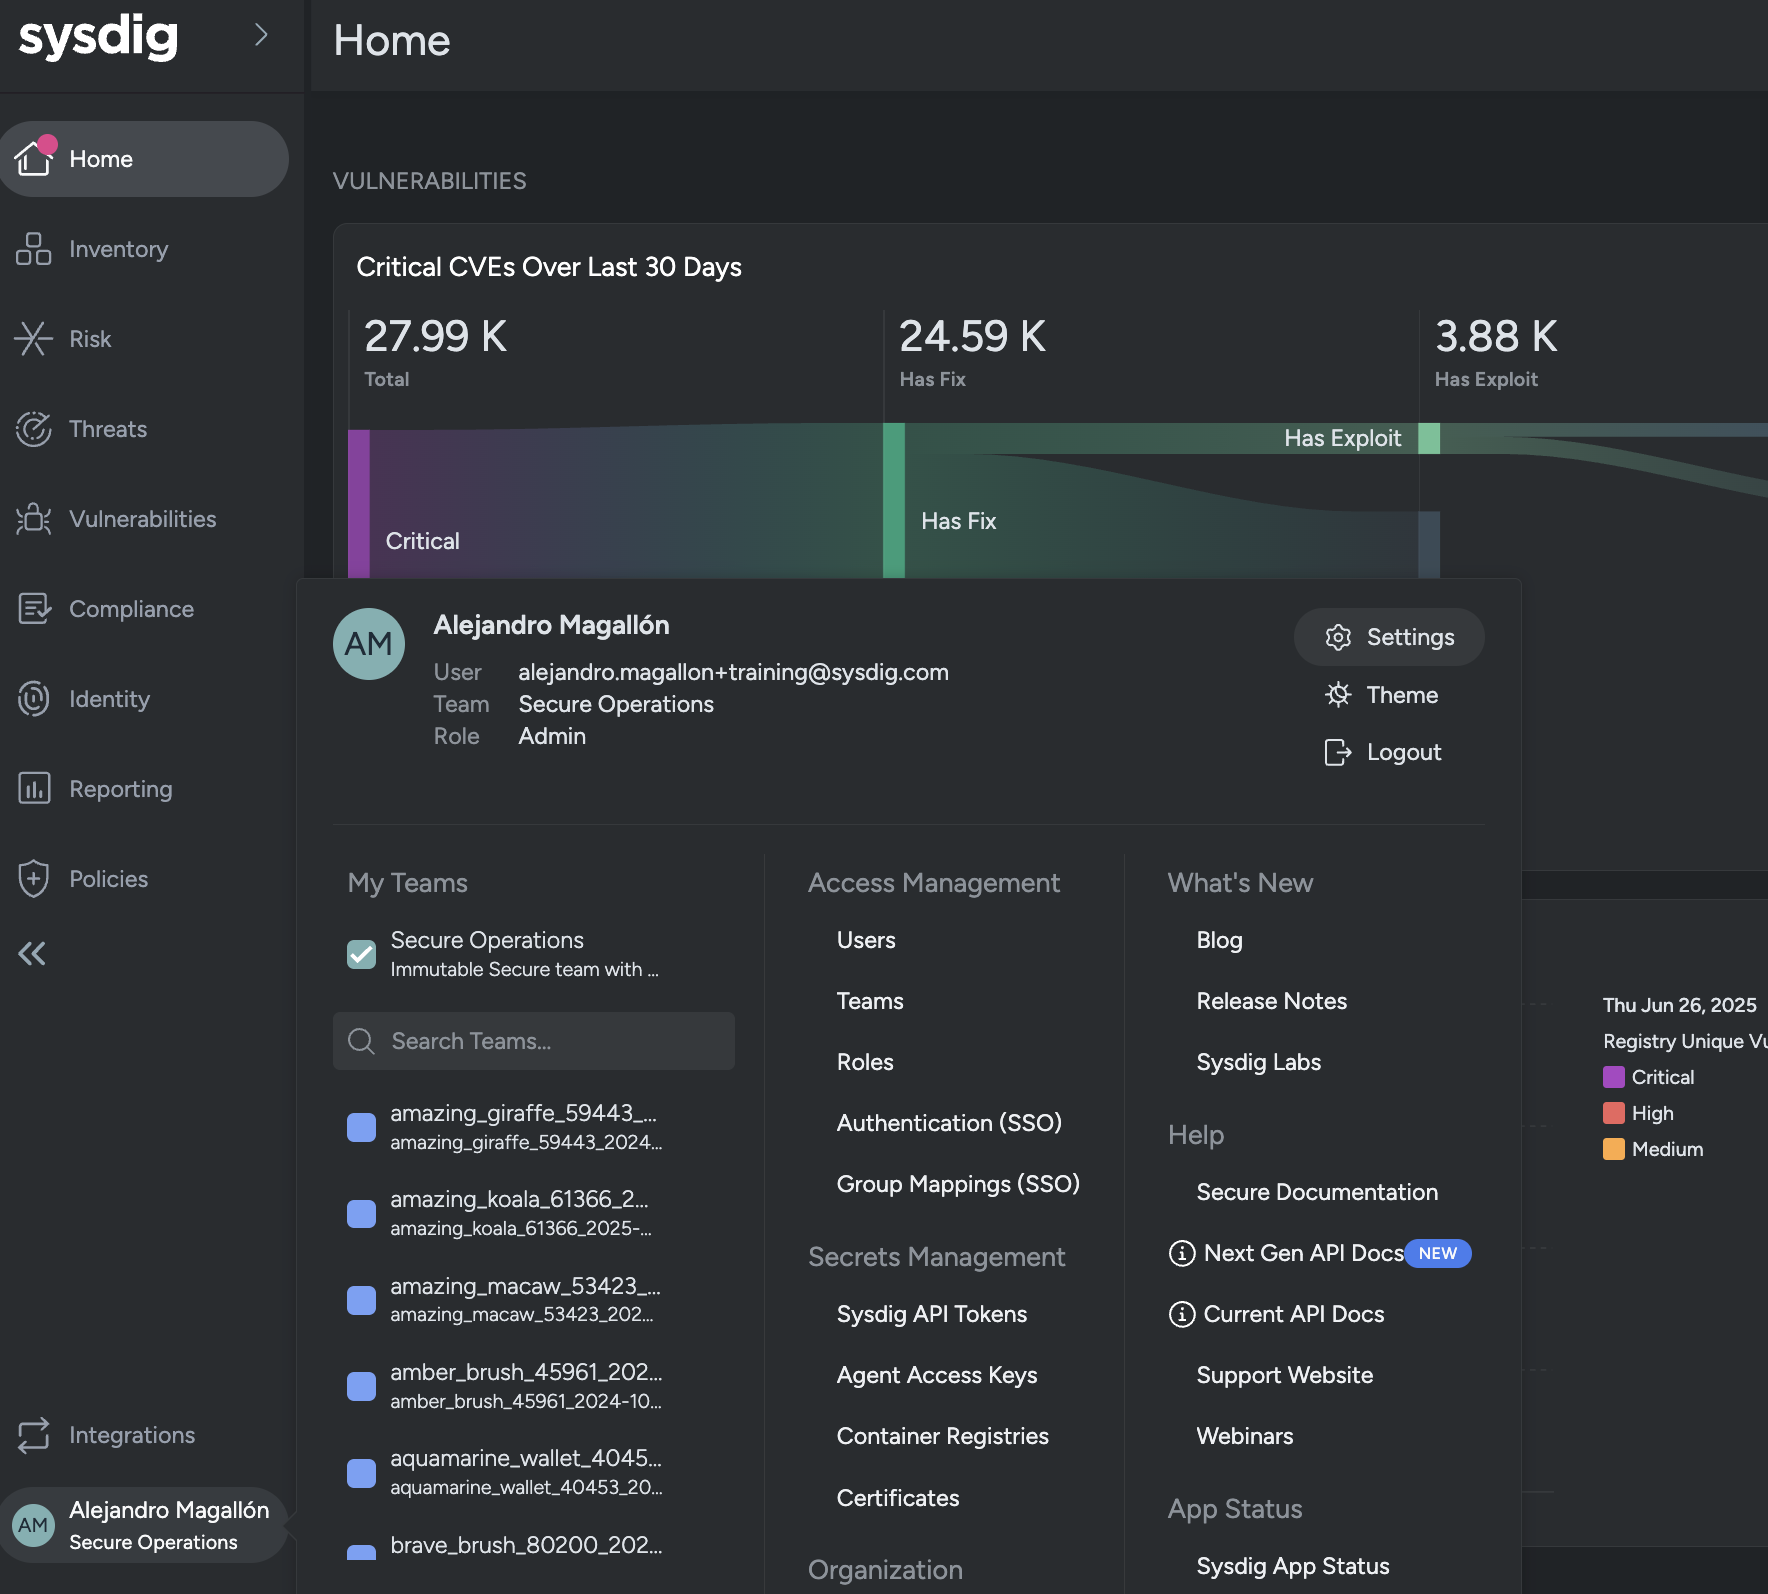 sysdig
Home
Home
Inventory
Risk
Threats
Vulnerabilities
Compliance
Identity
Reporting
Policies
Integrations
AM
Alejandro Magallón
Secure Operations
VULNERABILITIES
Critical CVEs Over Last 30 Days
27.99 K
Total
24.59 K
Has Fix
3.88 K
Has Exploit
Has Exploit
Has Fix
Critical
AM
Alejandro Magallón
User alejandro.magallon+training@sysdig.com
Team Secure Operations
Role Admin
Settings
Theme
Logout
My Teams
Secure Operations
Immutable Secure team with ...
Search Teams...
amazing_giraffe_59443_...
amazing_giraffe_59443_2024...
amazing_koala_61366_2...
amazing_koala_61366_2025-...
amazing_macaw_53423_...
amazing_macaw_53423_202...
amber_brush_45961_202...
amber_brush_45961_2024-10...
aquamarine_wallet_4045...
aquamarine_wallet_40453_20...
brave_brush_80200_202...
Access Management
Users
Teams
Roles
Authentication (SSO)
Group Mappings (SSO)
Secrets Management
Sysdig API Tokens
Agent Access Keys
Container Registries
Certificates
Organization
What's New
Blog
Release Notes
Sysdig Labs
Help
Secure Documentation
Next Gen API Docs NEW
Current API Docs
Support Website
Webinars
App Status
Sysdig App Status
Thu Jun 26, 2025
Registry Unique Vu
Critical
High
Medium